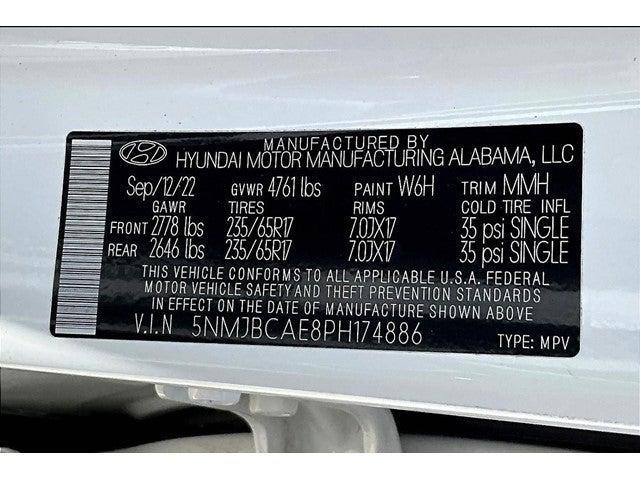 MANUFACTURED BY
HYUNDAI MOTOR MANUFACTURING ALABAMA, LLC
Sep/12/22 GVWR 4761 lbs PAINT W6H TRIM MMH
GAWR TIRES RIMS COLD TIRE INFL
FRONT 2778 lbs 235/65R17 7.0JX17 35 psi SINGLE
REAR 2646 lbs 235/65R17 7.0JX17 35 psi SINGLE
THIS VEHICLE CONFORMS TO ALL APPLICABLE U.S.A. FEDERAL
MOTOR VEHICLE SAFETY AND THEFT PREVENTION STANDARDS
IN EFFECT ON THE DATE OF MANUFACTURE SHOWN ABOVE.
V.I.N 5NMJBCAE8PH174886 TYPE: MPV